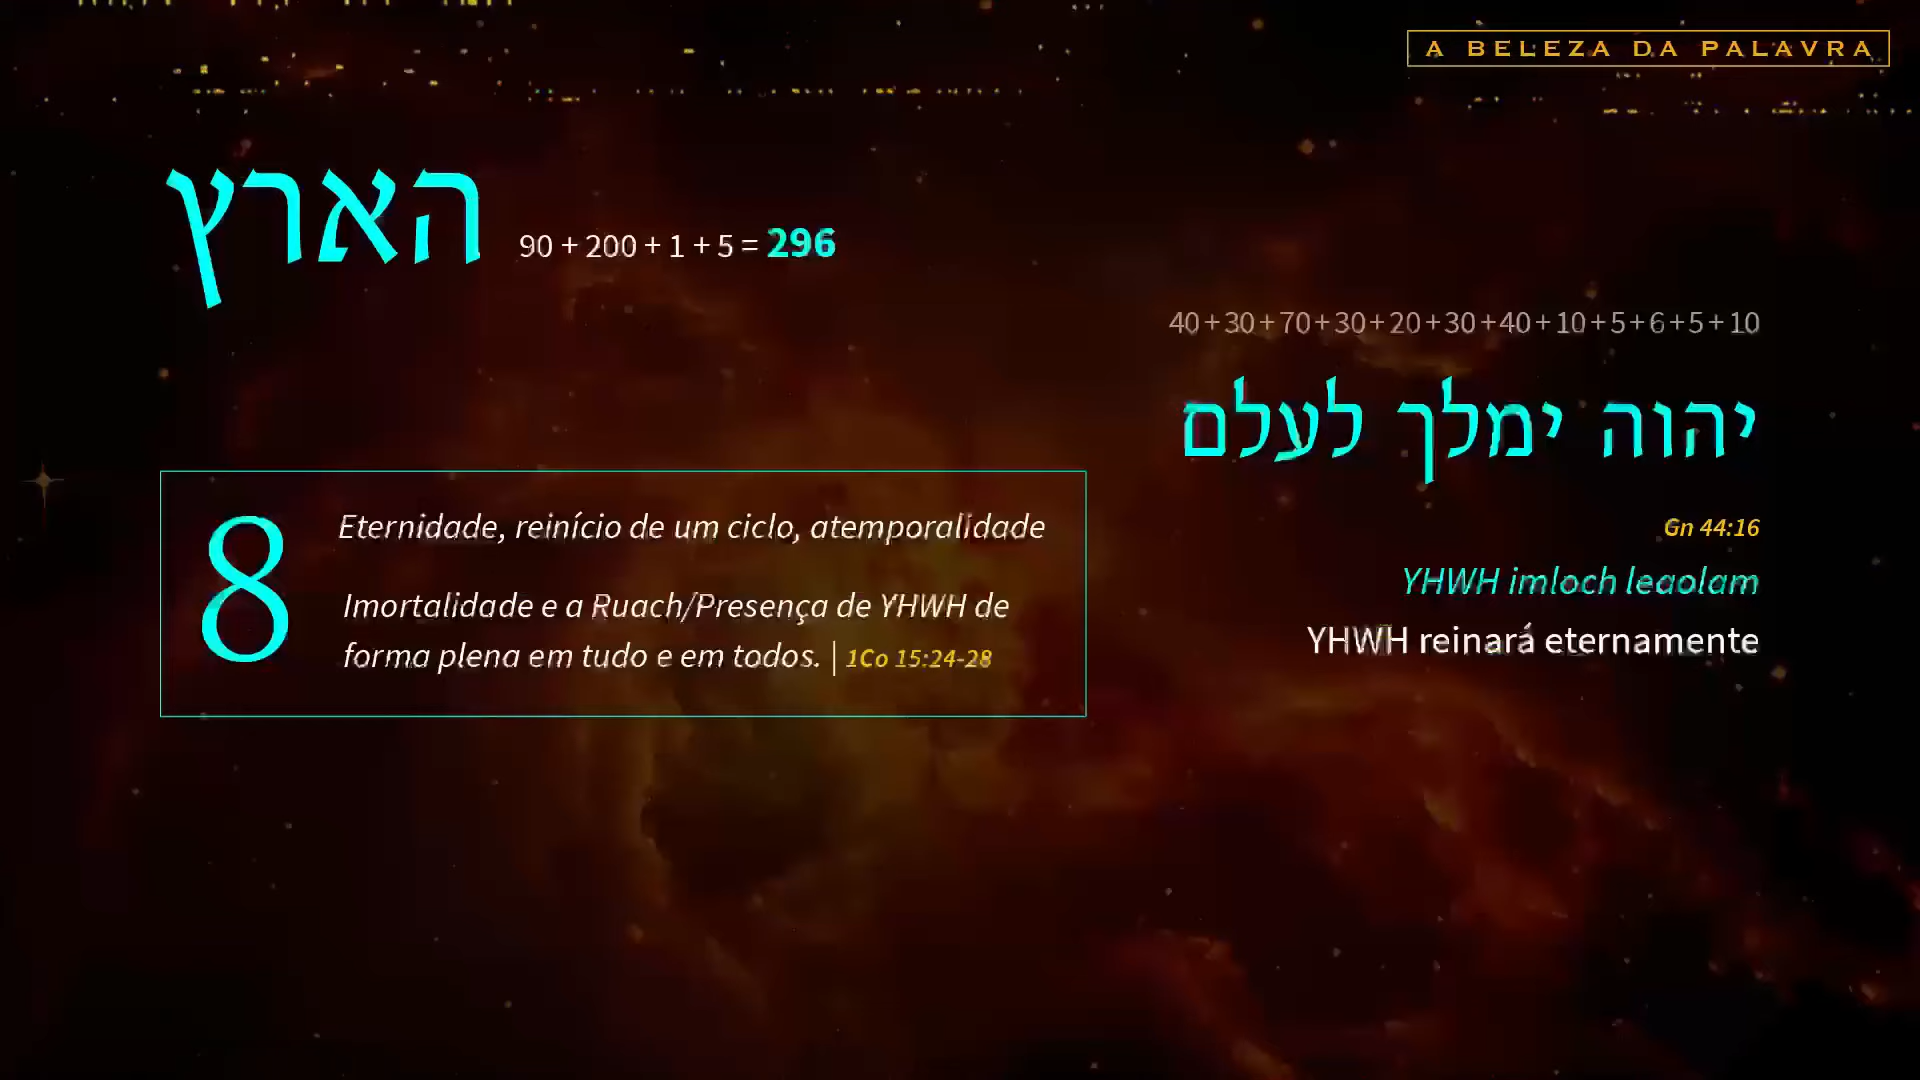 A BELEZA DA PALAVRA
הארץ
90 + 200 + 1 + 5 = 296
40+30+70+30+20+30+40+10+5+6+5+10
יהוה ימלך לעלם
Gn 44:16
YHWH imloch leaolam
YHWH reinará eternamente
8
Eternidade, reinício de um ciclo, atemporalidade
Imortalidade e a Ruach/Presença de YHWH de
forma plena em tudo e em todos. | 1Co 15:24-28